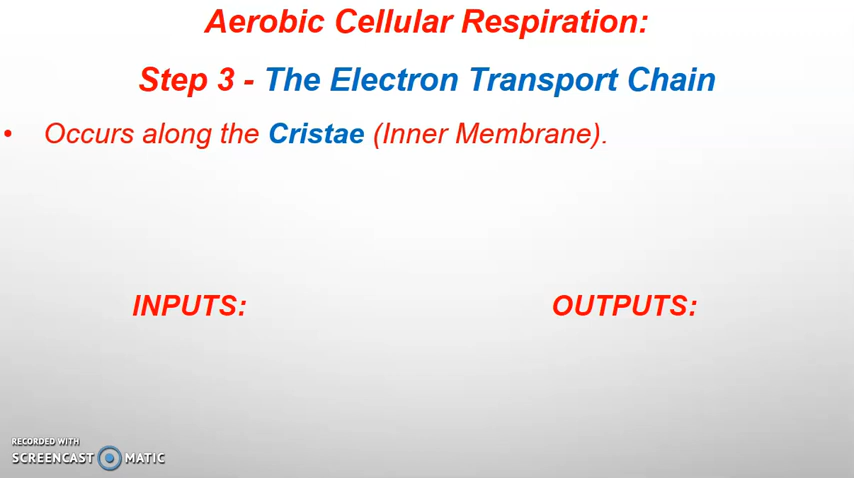 Aerobic Cellular Respiration:
Step 3 - The Electron Transport Chain
• Occurs along the Cristae (Inner Membrane).
INPUTS: OUTPUTS:
RECORDED WITH
SCREENCAST MATIC